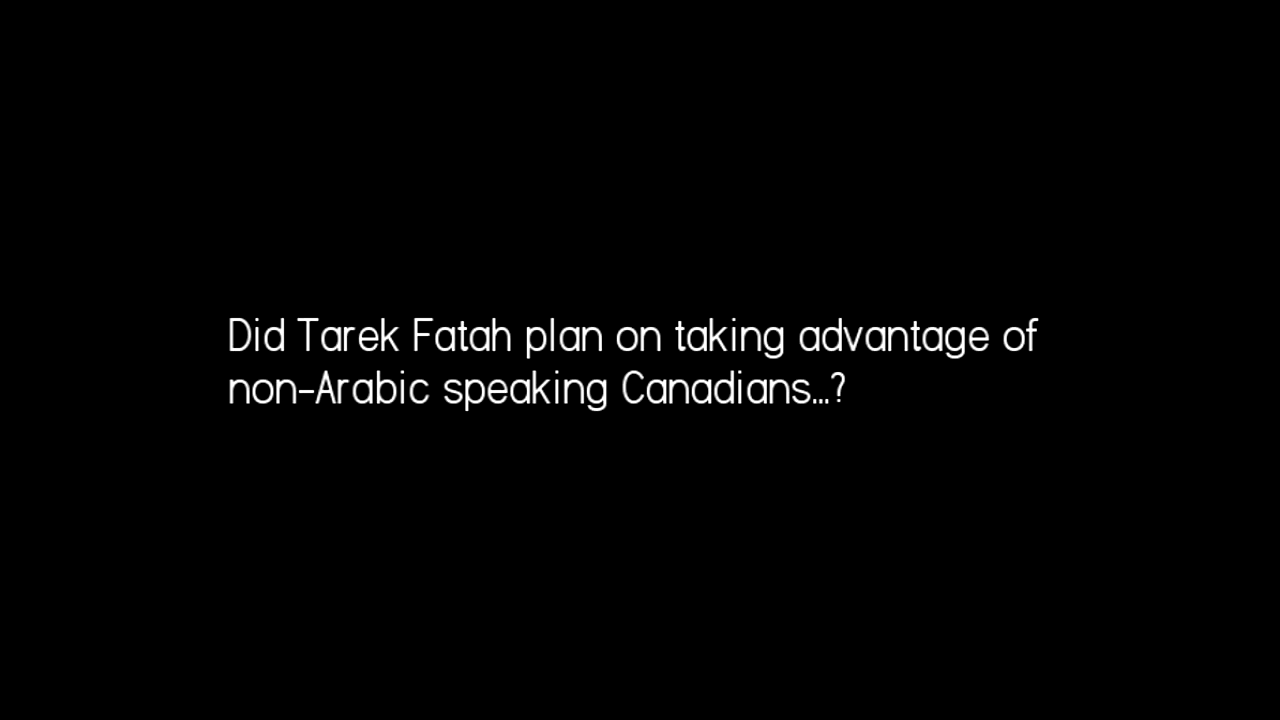 Did Tarek Fatah plan on taking advantage of
non-Arabic speaking Canadians...?